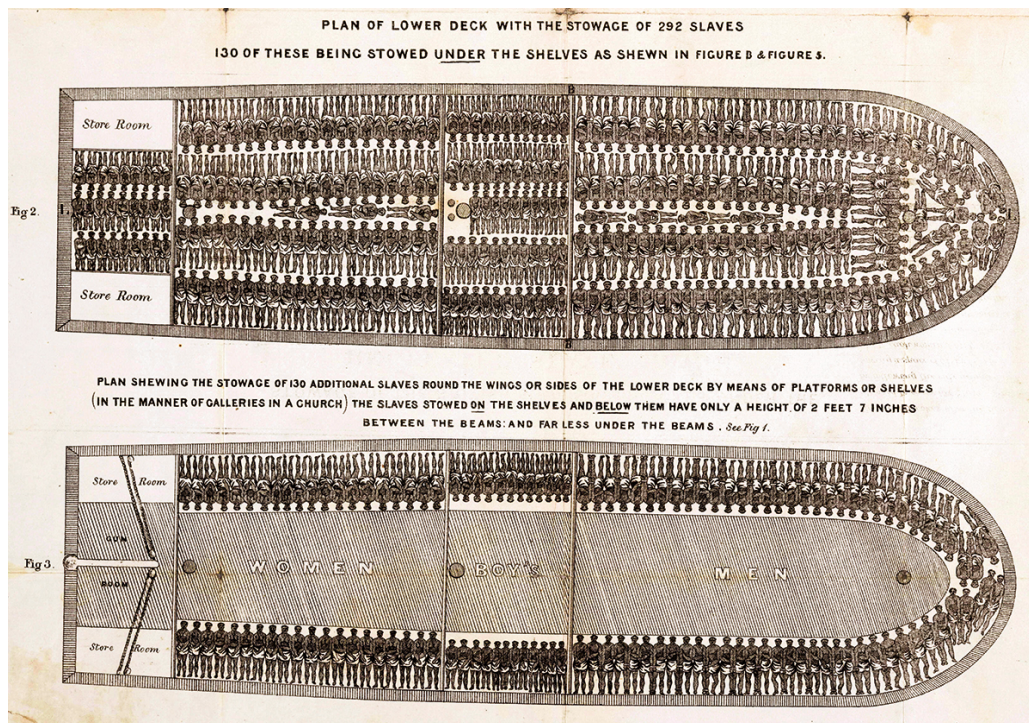 PLAN OF LOWER DECK WITH THE STOWAGE OF 292 SLAVES
130 OF THESE BEING STOWED UNDER THE SHELVES AS SHEWN IN FIGURE B & FIGURE 5.
B
Store Room
Fig 2.
Store Room
PLAN SHEWING THE STOWAGE OF 130 ADDITIONAL SLAVES ROUND THE WINGS OR SIDES OF THE LOWER DECK BY MEANS OF PLATFORMS OR SHELVES
(IN THE MANNER OF GALLERIES IN A CHURCH) THE SLAVES STOWED ON THE SHELVES AND BELOW THEM HAVE ONLY A HEIGHT OF 2 FEET 7 INCHES
BETWEEN THE BEAMS: AND FAR LESS UNDER THE BEAMS. See Fig 1.
Store Room
GUN
Fig 3.
WOMEN BOY'S MEN
ROOM
Store Room